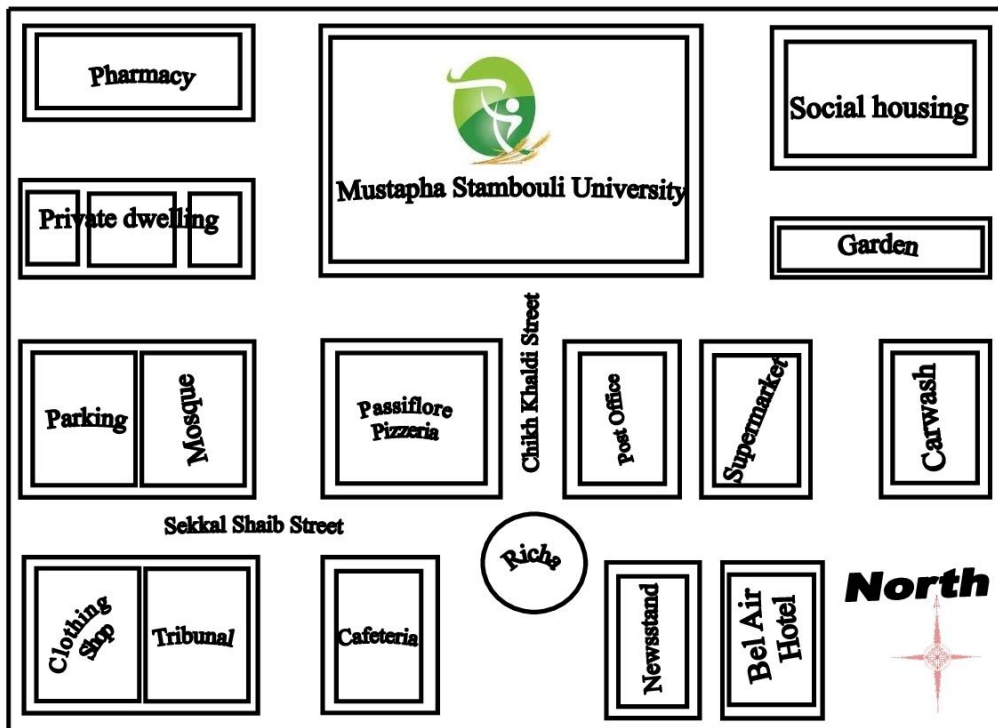 Pharmacy
Mustapha Stambouli University
Social housing
Private dwelling
Garden
Parking
Mosque
Passiflore
Pizzeria
Chikh Khaldi Street
Post Office
Supermarket
Carwash
Sekkal Shaib Street
Richa
Clothing
Shop
Tribunal
Cafeteria
Newsstand
Bel Air
Hotel
North